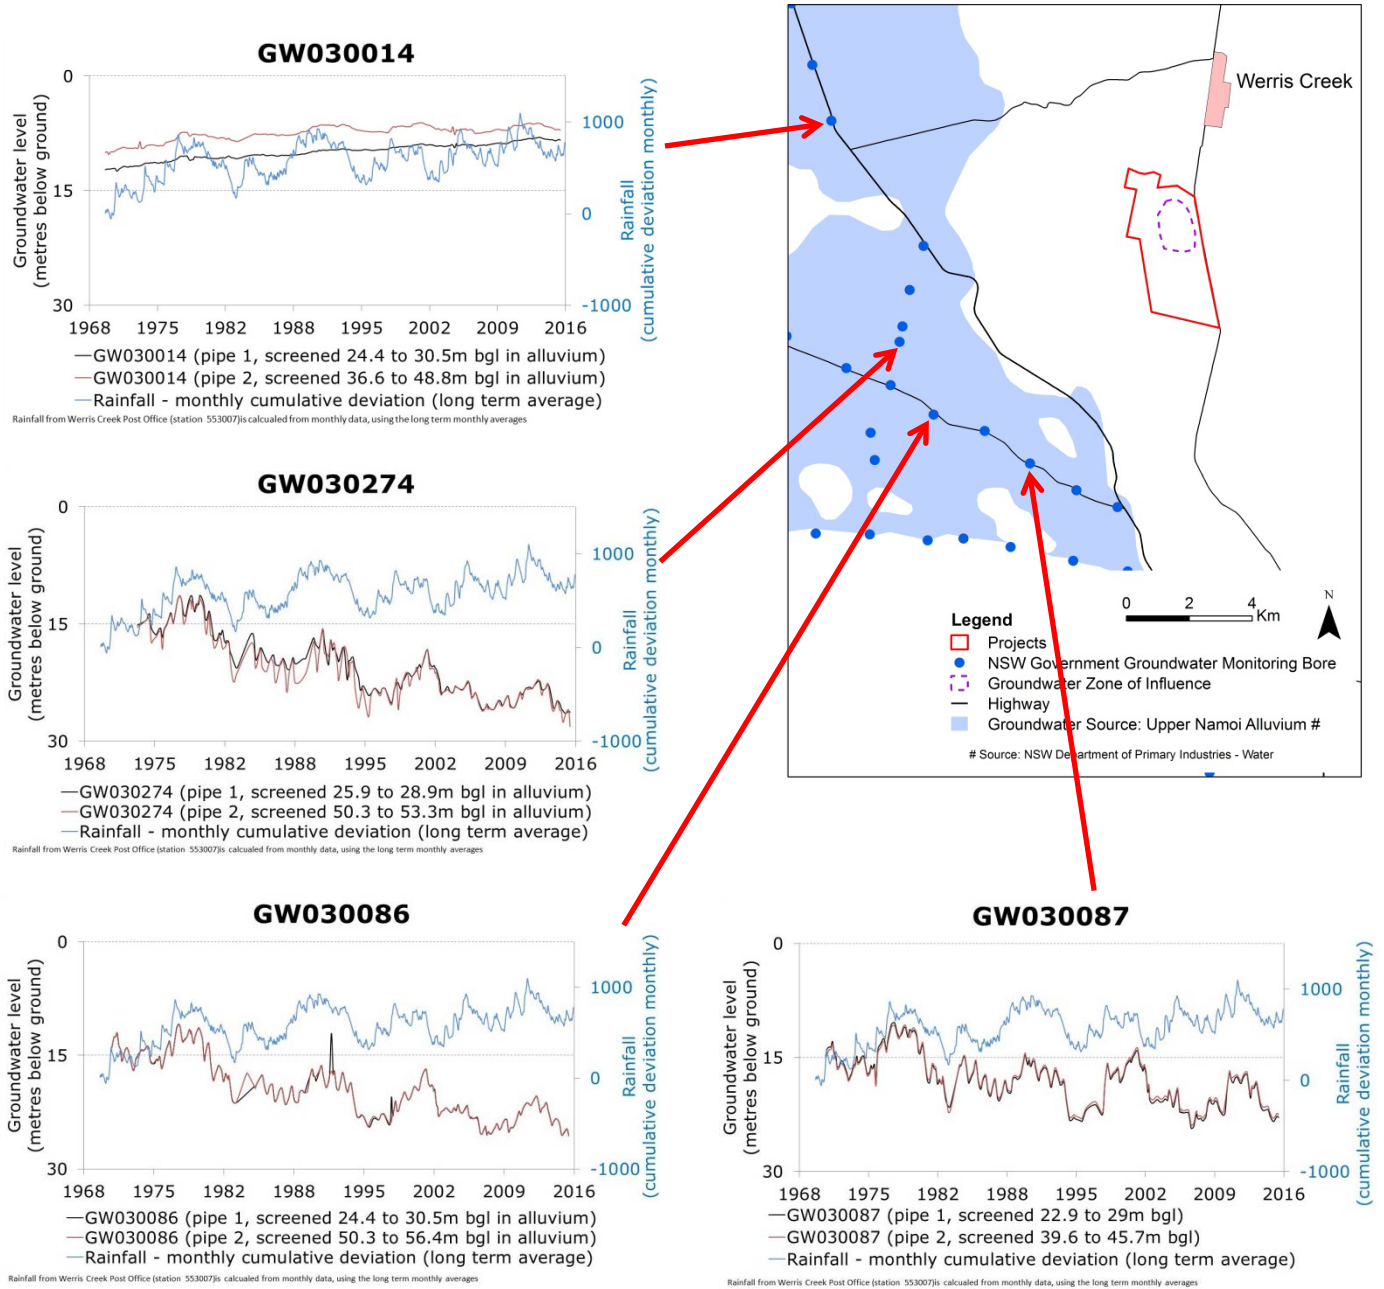 GW030014
0
15
30
Groundwater level
(metres below ground)
1000
0
-1000
Rainfall
(cumulative deviation monthly)
1968 1975 1982 1988 1995 2002 2009 2016
GW030014 (pipe 1, screened 24.4 to 30.5m bgl in alluvium)
GW030014 (pipe 2, screened 36.6 to 48.8m bgl in alluvium)
Rainfall - monthly cumulative deviation (long term average)
Rainfall from Werris Creek Post Office (station 553007)is calcualed from monthly data, using the long term monthly averages
Werris Creek
0 2 4
Km
N
Legend
Projects
NSW Government Groundwater Monitoring Bore
Groundwater Zone of Influence
Highway
Groundwater Source: Upper Namoi Alluvium #
# Source: NSW Department of Primary Industries - Water
GW030274
0
15
30
Groundwater level
(metres below ground)
1000
0
-1000
Rainfall
(cumulative deviation monthly)
1968 1975 1982 1988 1995 2002 2009 2016
GW030274 (pipe 1, screened 25.9 to 28.9m bgl in alluvium)
GW030274 (pipe 2, screened 50.3 to 53.3m bgl in alluvium)
Rainfall - monthly cumulative deviation (long term average)
Rainfall from Werris Creek Post Office (station 553007)is calcualed from monthly data, using the long term monthly averages
GW030086
0
15
30
Groundwater level
(metres below ground)
1000
0
-1000
Rainfall
(cumulative deviation monthly)
1968 1975 1982 1988 1995 2002 2009 2016
GW030086 (pipe 1, screened 24.4 to 30.5m bgl in alluvium)
GW030086 (pipe 2, screened 50.3 to 56.4m bgl in alluvium)
Rainfall - monthly cumulative deviation (long term average)
Rainfall from Werris Creek Post Office (station 553007)is calcualed from monthly data, using the long term monthly averages
GW030087
0
15
30
Groundwater level
(metres below ground)
1000
0
-1000
Rainfall
(cumulative deviation monthly)
1968 1975 1982 1988 1995 2002 2009 2016
GW030087 (pipe 1, screened 22.9 to 29m bgl)
GW030087 (pipe 2, screened 39.6 to 45.7m bgl)
Rainfall - monthly cumulative deviation (long term average)
Rainfall from Werris Creek Post Office (station 553007)is calcualed from monthly data, using the long term monthly averages